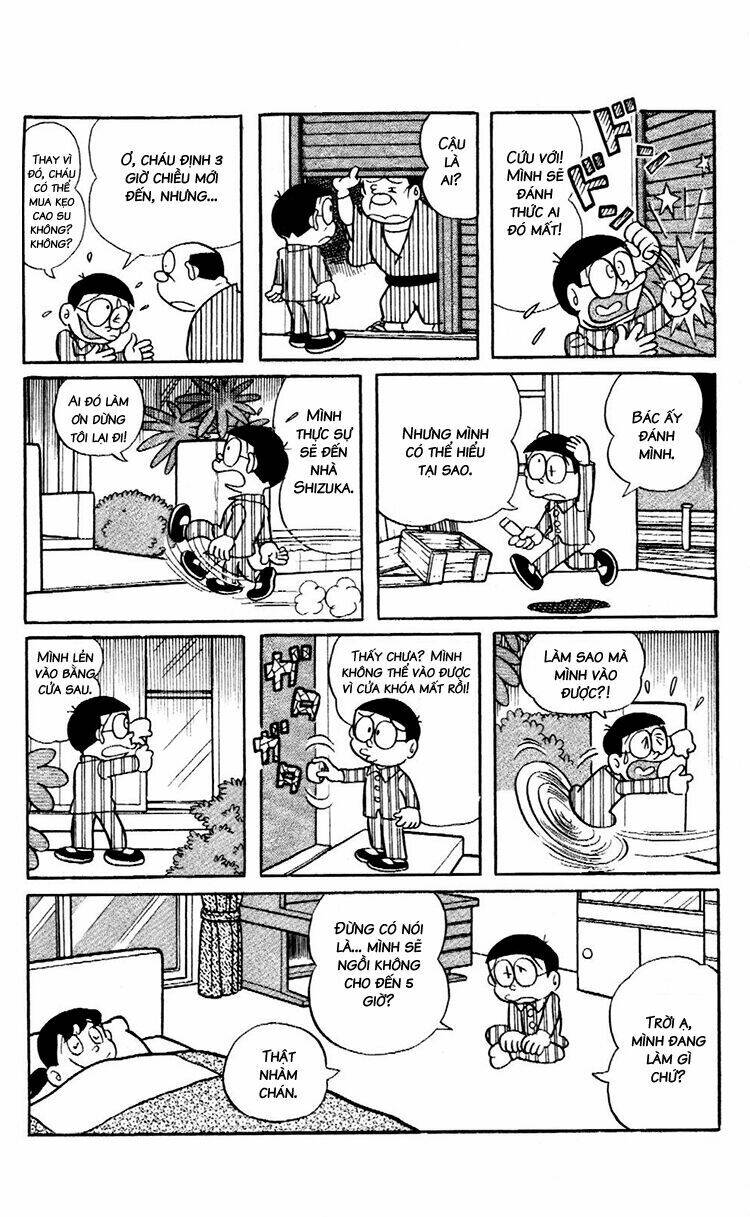 CỨU VỚI!
MÌNH SẼ
ĐÁNH
THỨC AI
ĐÓ MẤT!
ドドドン
CẬU
LÀ
AI?
Ơ, CHÁU ĐỊNH 3
GIỜ CHIỀU MỚI
ĐẾN, NHƯNG...
THAY VÌ
ĐÓ, CHÁU
CÓ THỂ
MUA KẸO
CAO SU
KHÔNG?
KHÔNG?
BÁC ẤY
ĐÁNH
MÌNH.
NHƯNG MÌNH
CÓ THỂ HIỂU
TẠI SAO.
MÌNH
THỰC SỰ
SẼ ĐẾN
NHÀ
SHIZUKA.
AI ĐÓ LÀM
ƠN DỪNG
TÔI LẠI ĐI!
LÀM SAO MÀ
MÌNH VÀO
ĐƯỢC?!
THẤY CHƯA? MÌNH
KHÔNG THỂ VÀO ĐƯỢC
VÌ CỬA KHÓA MẤT RỒI!
MÌNH LẺN
VÀO BẰNG
CỬA SAU.
TRỜI Ạ,
MÌNH ĐANG
LÀM GÌ
CHỨ?
ĐỪNG CÓ NÓI
LÀ... MÌNH SẼ
NGỒI KHÔNG
CHO ĐẾN 5
GIỜ?
THẬT
NHÀM
CHÁN.